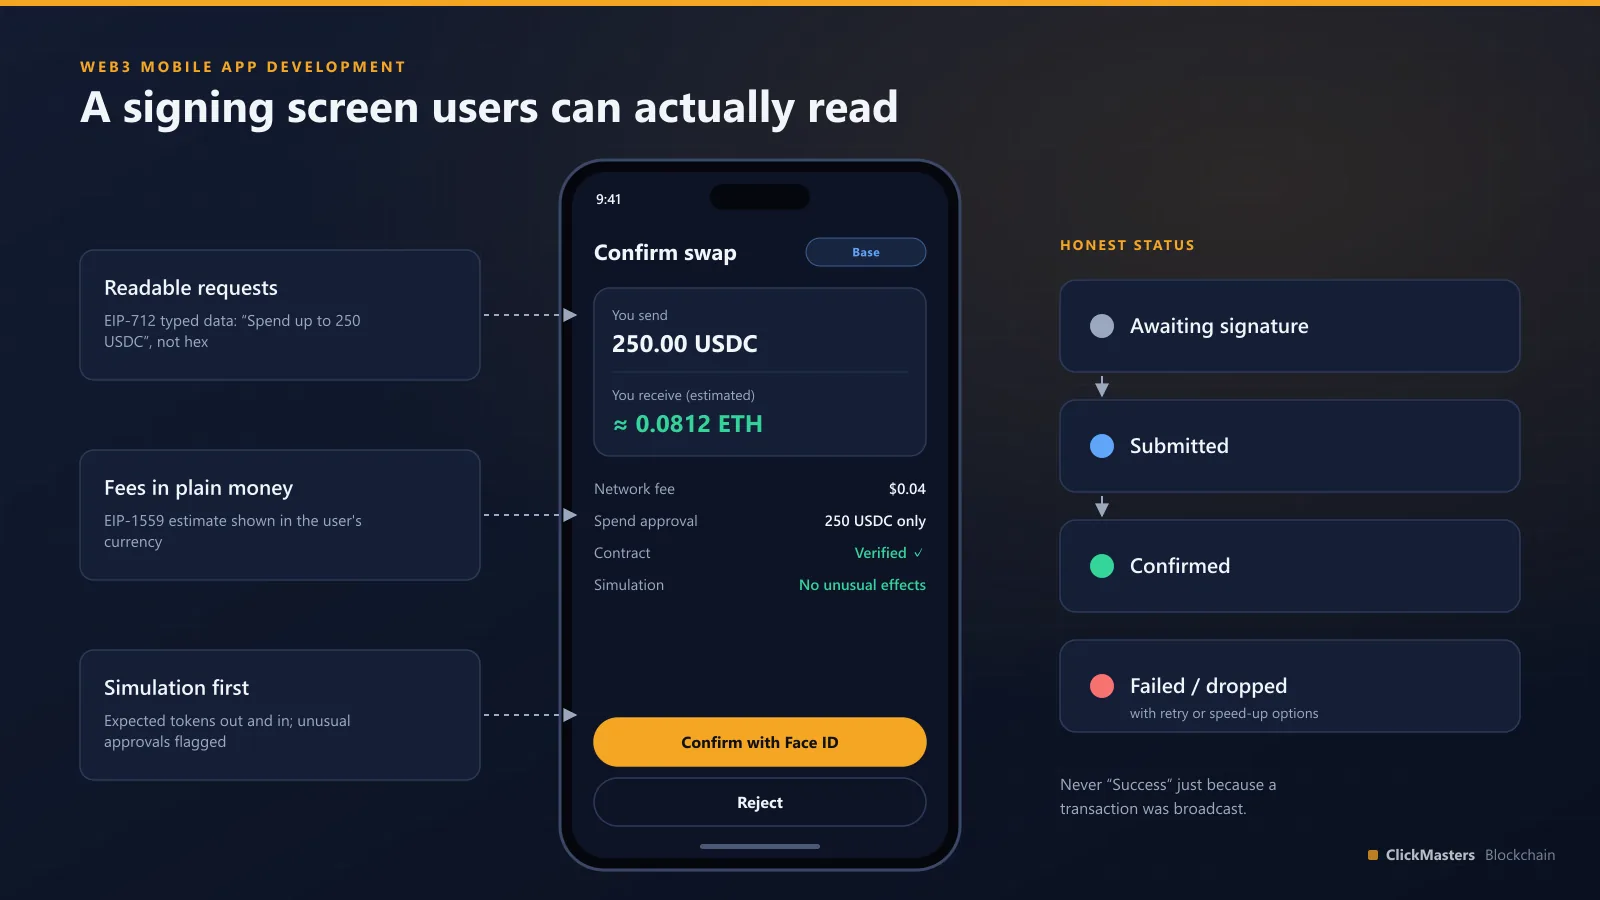 WEB3 MOBILE APP DEVELOPMENT
A signing screen users can actually read
Readable requests
EIP-712 typed data: “Spend up to 250
USDC”, not hex
Fees in plain money
EIP-1559 estimate shown in the user's
currency
Simulation first
Expected tokens out and in; unusual
approvals flagged
9:41
Confirm swap
Base
You send
250.00 USDC
You receive (estimated)
≈ 0.0812 ETH
Network fee $0.04
Spend approval 250 USDC only
Contract Verified ✓
Simulation No unusual effects
Confirm with Face ID
Reject
HONEST STATUS
Awaiting signature
Submitted
Confirmed
Failed / dropped
with retry or speed-up options
Never “Success” just because a
transaction was broadcast.
ClickMasters Blockchain